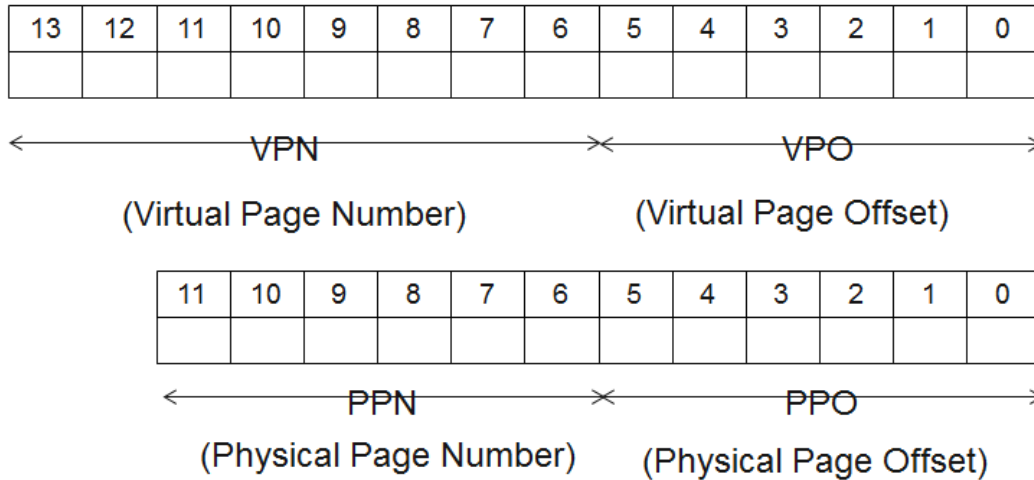 13 12 11 10 9 8 7 6 5 4 3 2 1 0
VPN VPO
(Virtual Page Number) (Virtual Page Offset)
11 10 9 8 7 6 5 4 3 2 1 0
PPN PPO
(Physical Page Number) (Physical Page Offset)